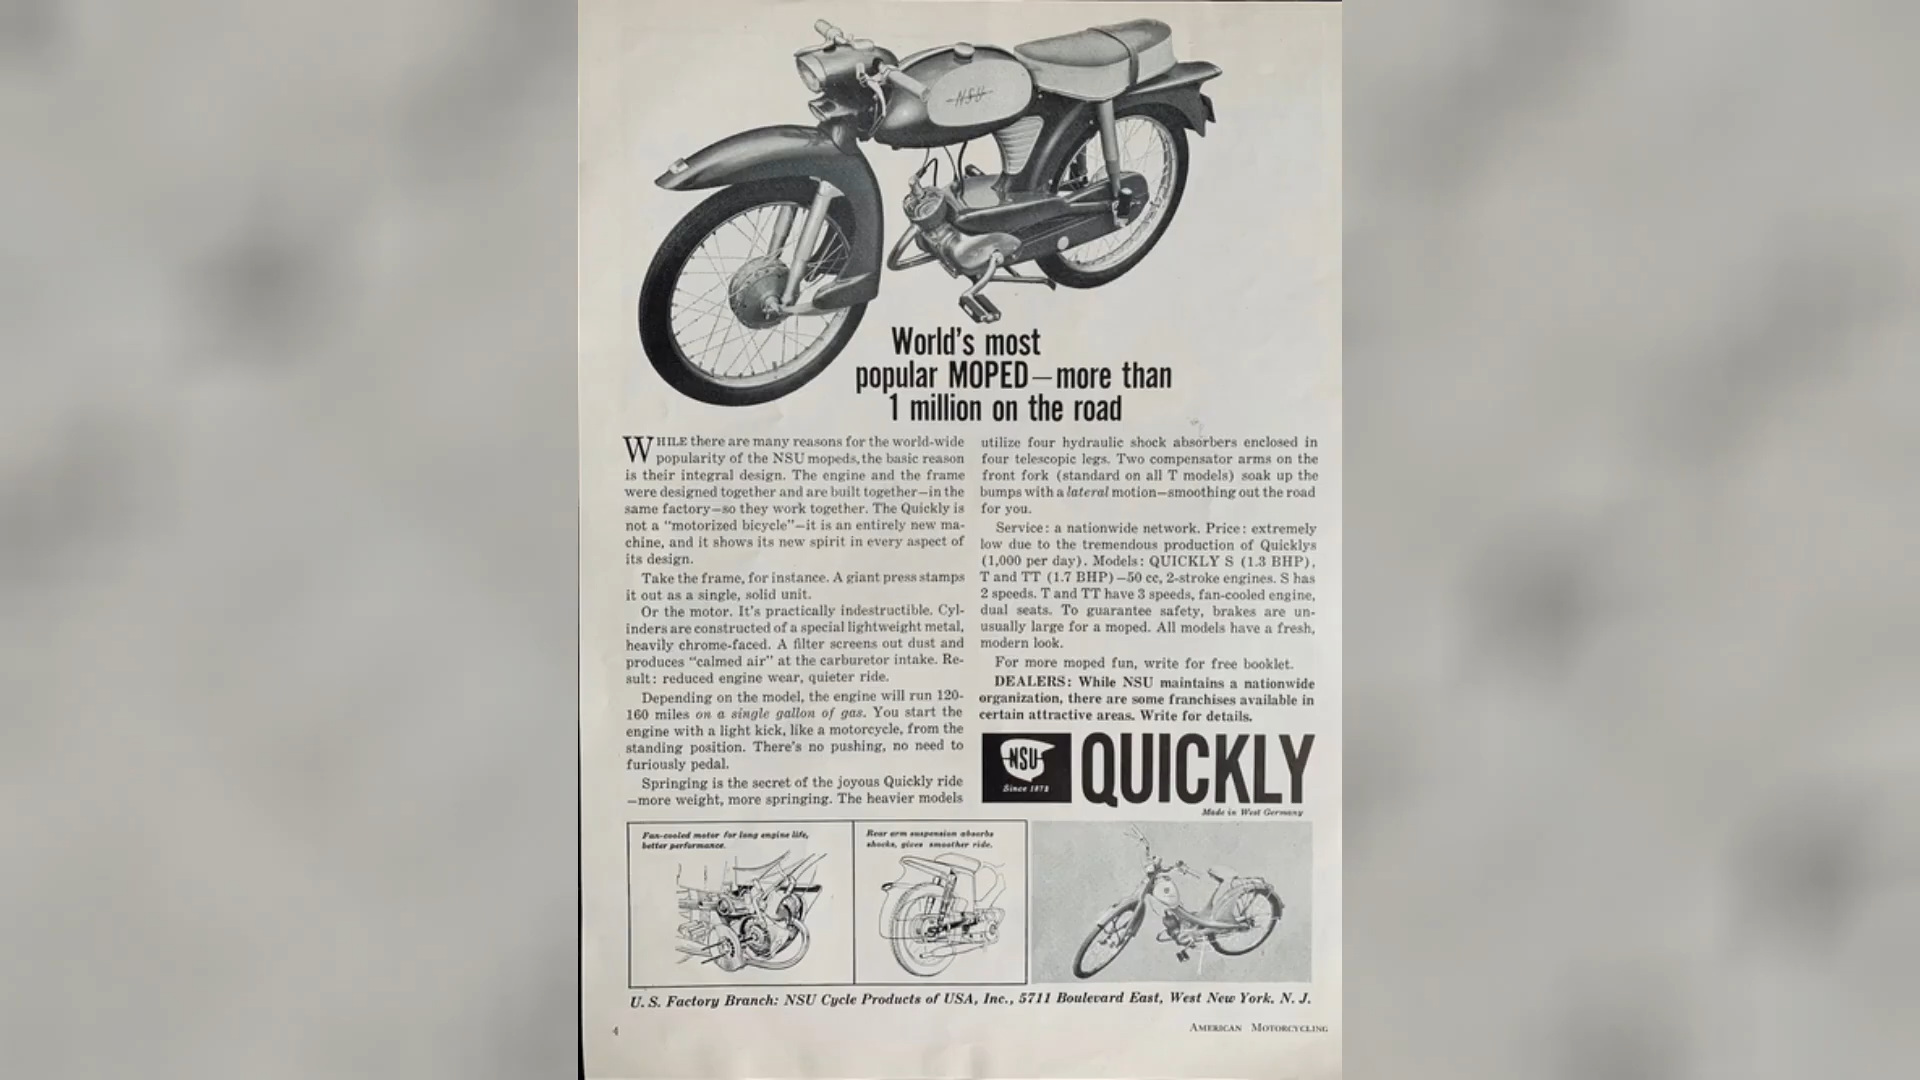 NSU
World's most
popular MOPED—more than
1 million on the road
WHILE there are many reasons for the world-wide
popularity of the NSU mopeds, the basic reason
is their integral design. The engine and the frame
were designed together and are built together—in the
same factory—so they work together. The Quickly is
not a "motorized bicycle"—it is an entirely new ma-
chine, and it shows its new spirit in every aspect of
its design.
Take the frame, for instance. A giant press stamps
it out as a single, solid unit.
Or the motor. It's practically indestructible. Cyl-
inders are constructed of a special lightweight metal,
heavily chrome-faced. A filter screens out dust and
produces "calmed air" at the carburetor intake. Re-
sult: reduced engine wear, quieter ride.
Depending on the model, the engine will run 120-
160 miles on a single gallon of gas. You start the
engine with a light kick, like a motorcycle, from the
standing position. There's no pushing, no need to
furiously pedal.
Springing is the secret of the joyous Quickly ride
—more weight, more springing. The heavier models
utilize four hydraulic shock absorbers enclosed in
four telescopic legs. Two compensator arms on the
front fork (standard on all T models) soak up the
bumps with a lateral motion—smoothing out the road
for you.
Service: a nationwide network. Price: extremely
low due to the tremendous production of Quicklys
(1,000 per day). Models: QUICKLY S (1.3 BHP),
T and TT (1.7 BHP)—50 cc, 2-stroke engines. S has
2 speeds. T and TT have 3 speeds, fan-cooled engine,
dual seats. To guarantee safety, brakes are un-
usually large for a moped. All models have a fresh,
modern look.
For more moped fun, write for free booklet.
DEALERS: While NSU maintains a nationwide
organization, there are some franchises available in
certain attractive areas. Write for details.
NSU
Since 1873
QUICKLY
Made in West Germany
Fan-cooled motor for long engine life,
better performance.
Rear arm suspension absorbs
shocks, gives smoother ride.
U. S. Factory Branch: NSU Cycle Products of USA, Inc., 5711 Boulevard East, West New York, N. J.
4
AMERICAN MOTORCYCLING